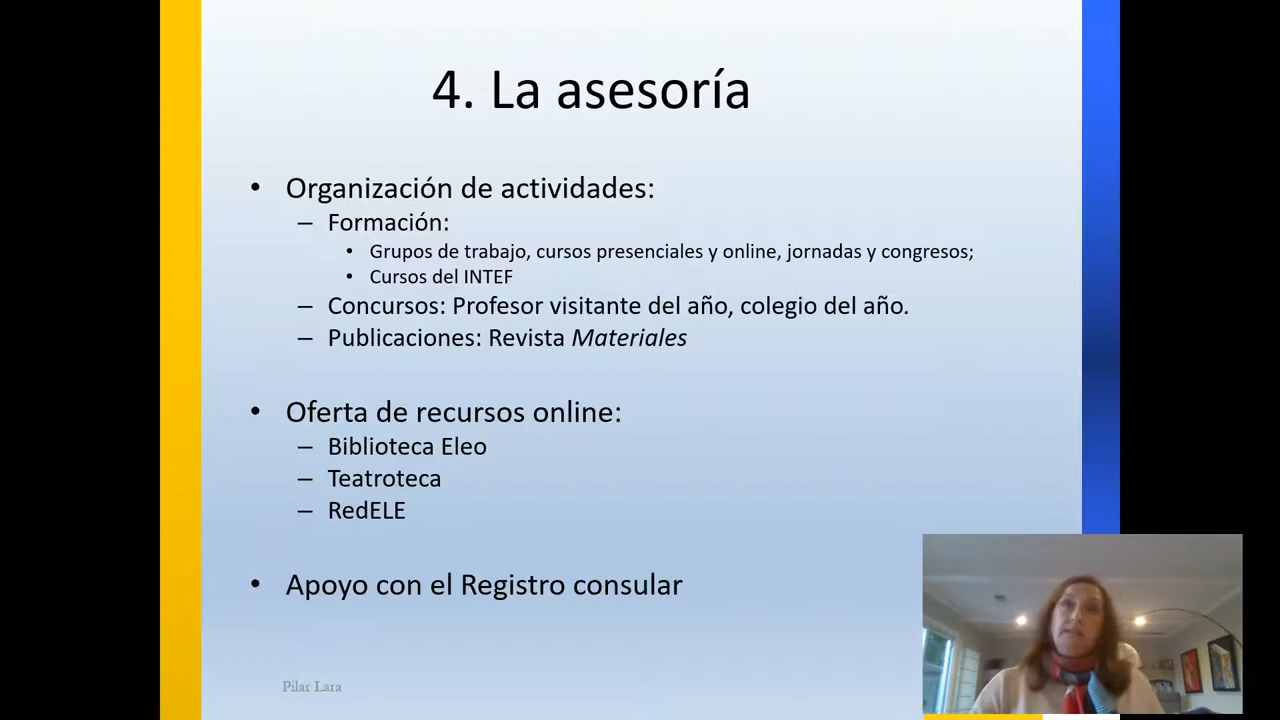 4. La asesoría
• Organización de actividades:
– Formación:
• Grupos de trabajo, cursos presenciales y online, jornadas y congresos;
• Cursos del INTEF
– Concursos: Profesor visitante del año, colegio del año.
– Publicaciones: Revista Materiales
• Oferta de recursos online:
– Biblioteca Eleo
– Teatroteca
– RedELE
• Apoyo con el Registro consular
Pilar Lara